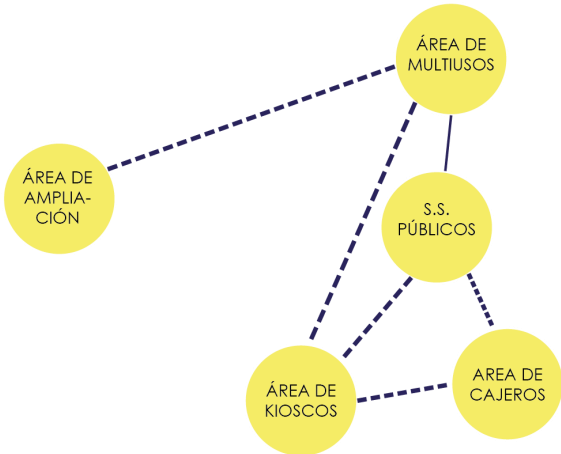 ÁREA DE
MULTIUSOS
ÁREA DE
AMPLIA-
CIÓN
S.S.
PÚBLICOS
ÁREA DE
KIOSCOS
AREA DE
CAJEROS